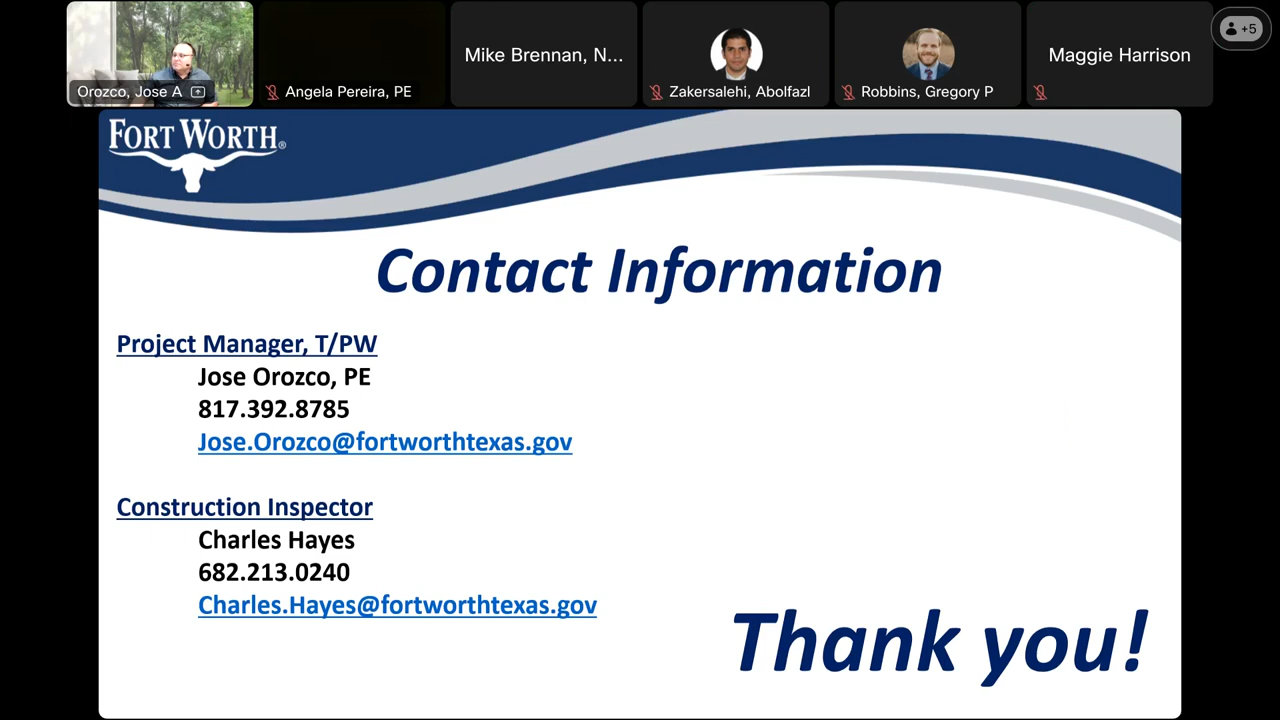 Orozco, Jose A
Angela Pereira, PE
Mike Brennan, N...
Zakersalehi, Abolfazl
Robbins, Gregory P
Maggie Harrison
+5
FORT WORTH®
Contact Information
Project Manager, T/PW
Jose Orozco, PE
817.392.8785
Jose.Orozco@fortworthtexas.gov
Construction Inspector
Charles Hayes
682.213.0240
Charles.Hayes@fortworthtexas.gov
Thank you!